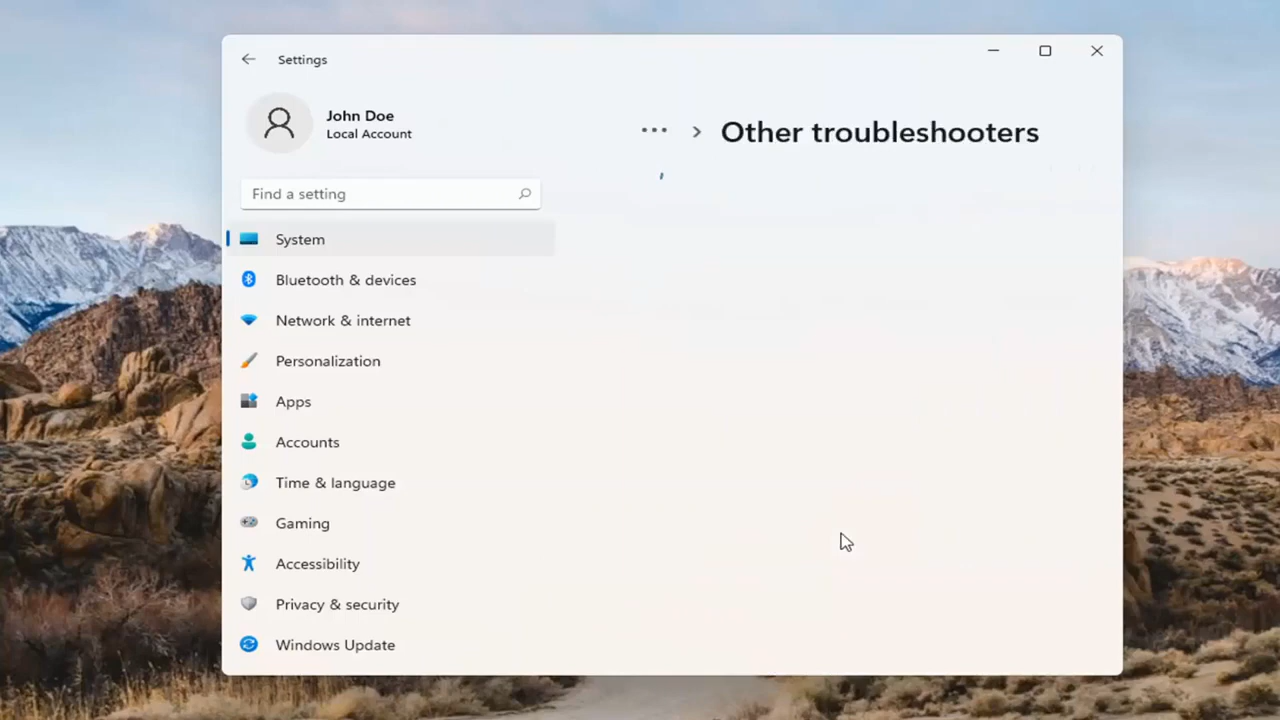 Settings
John Doe
Local Account
Other troubleshooters
Find a setting
System
Bluetooth & devices
Network & internet
Personalization
Apps
Accounts
Time & language
Gaming
Accessibility
Privacy & security
Windows Update